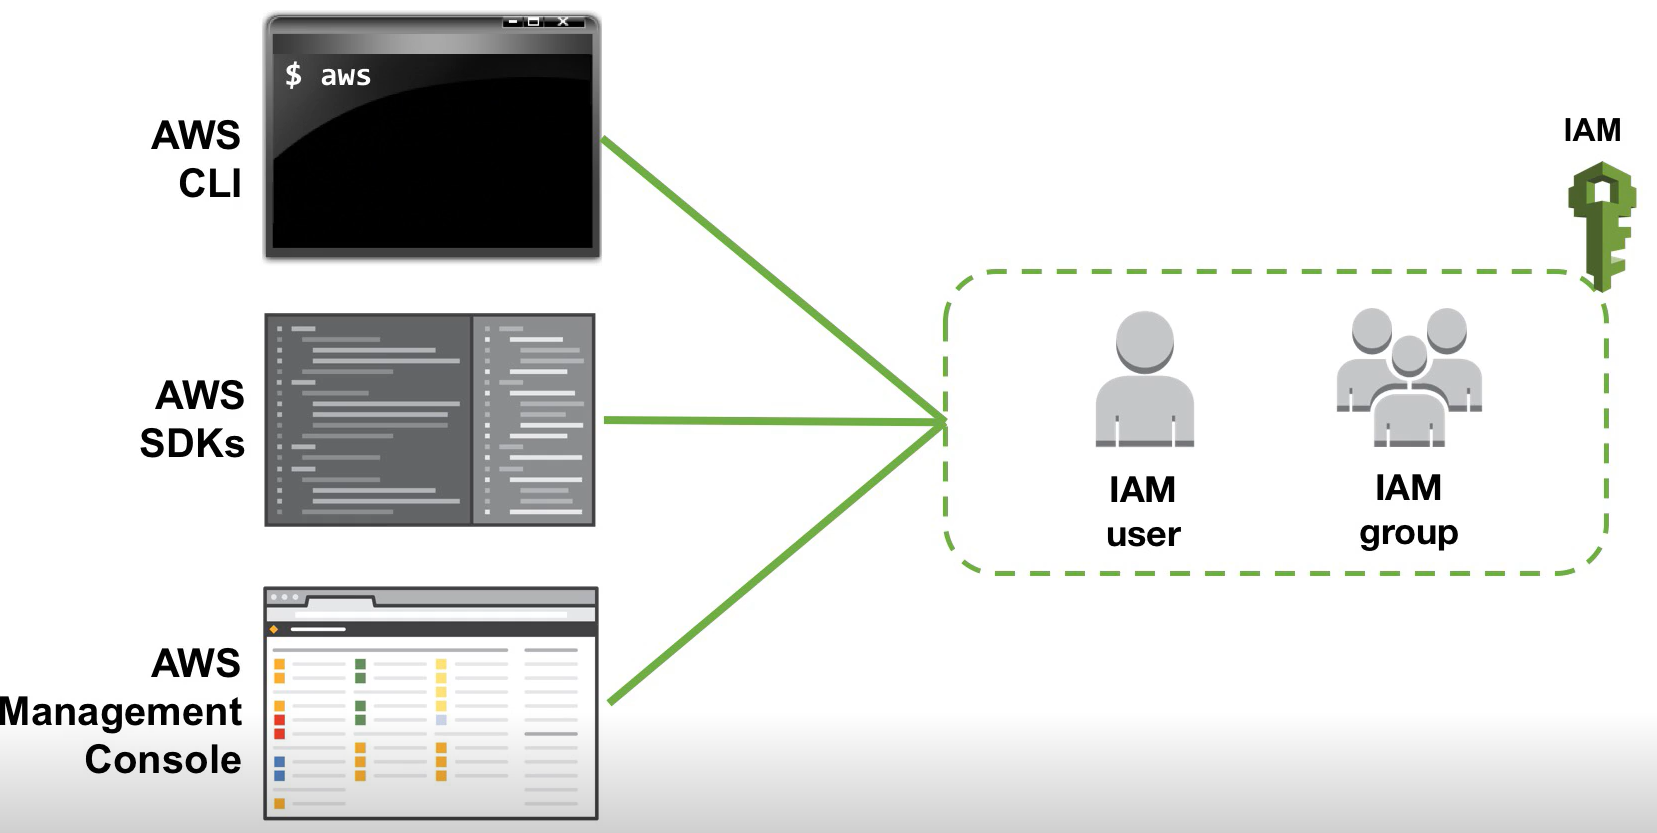 $ aws
AWS
CLI
AWS
SDKs
AWS
Management
Console
IAM
IAM
user
IAM
group